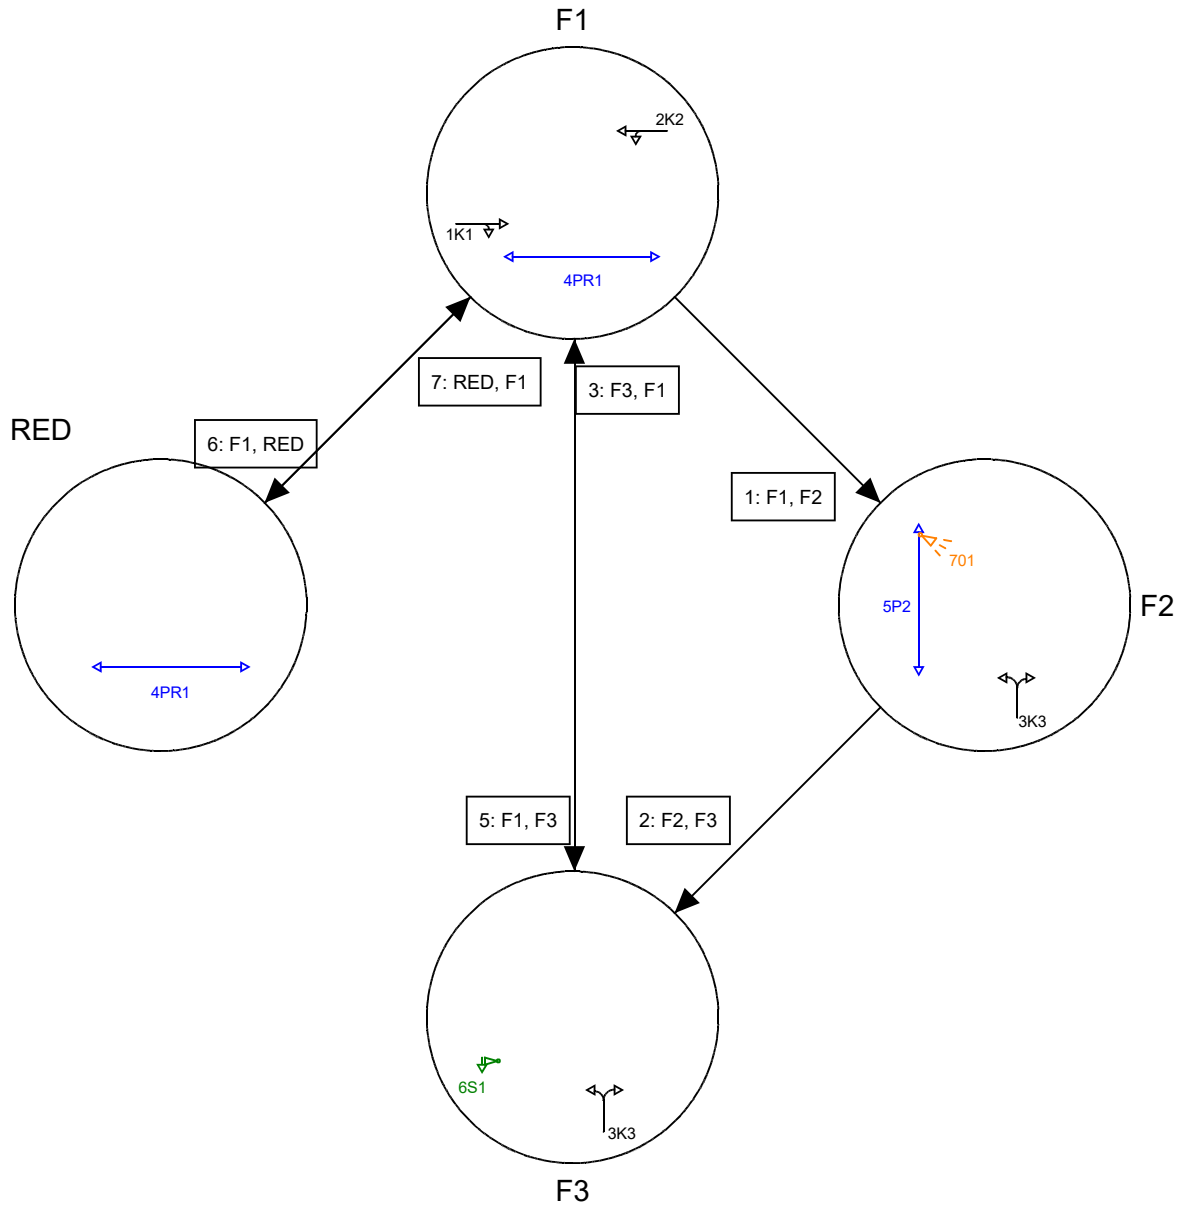 F1
2K2
1K1
4PR1
7: RED, F1
3: F3, F1
RED
6: F1, RED
1: F1, F2
701
5P2
F2
4PR1
3K3
5: F1, F3
2: F2, F3
6S1
3K3
F3